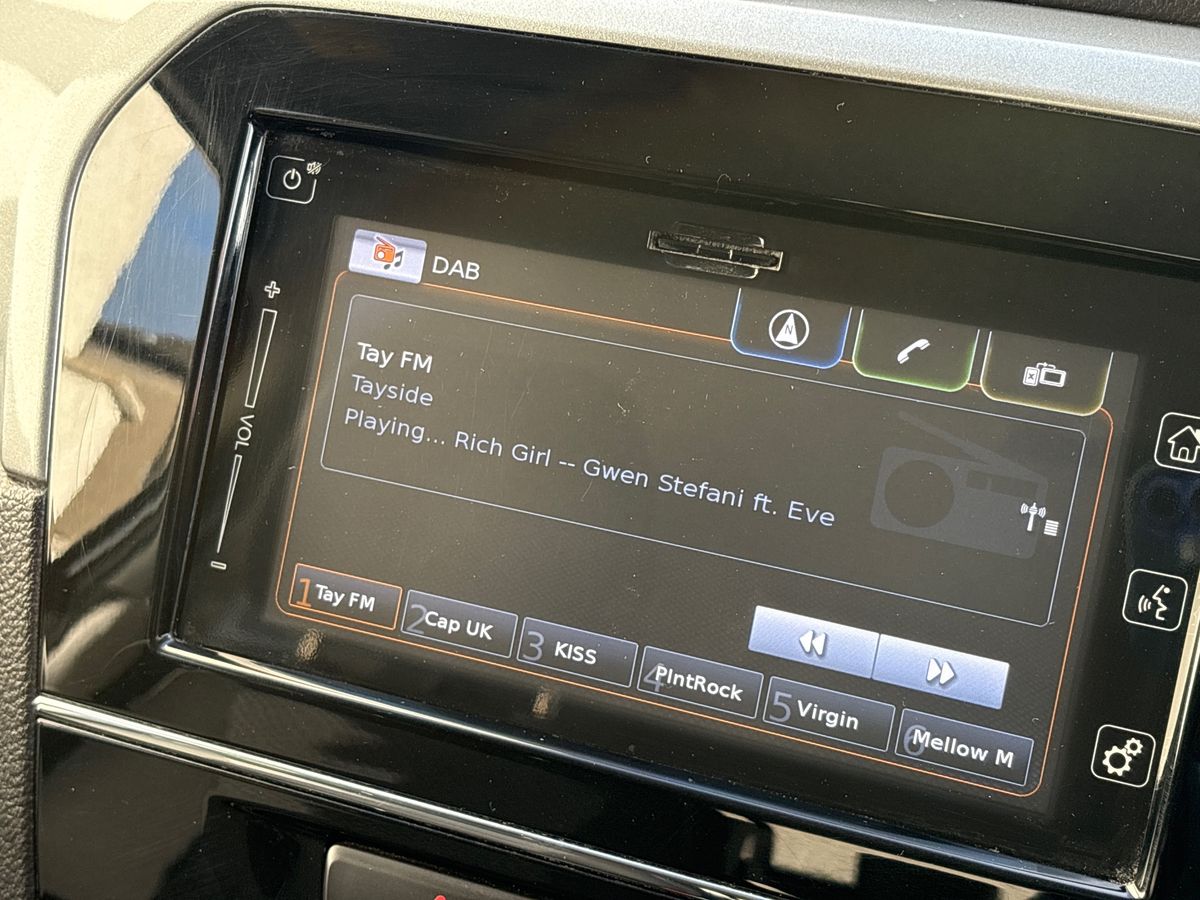 DAB
N
Tay FM
Tayside
Playing... Rich Girl -- Gwen Stefani ft. Eve
+
VOL
-
1 Tay FM
2 Cap UK
3 KISS
4 PlntRock
5 Virgin
6 Mellow M